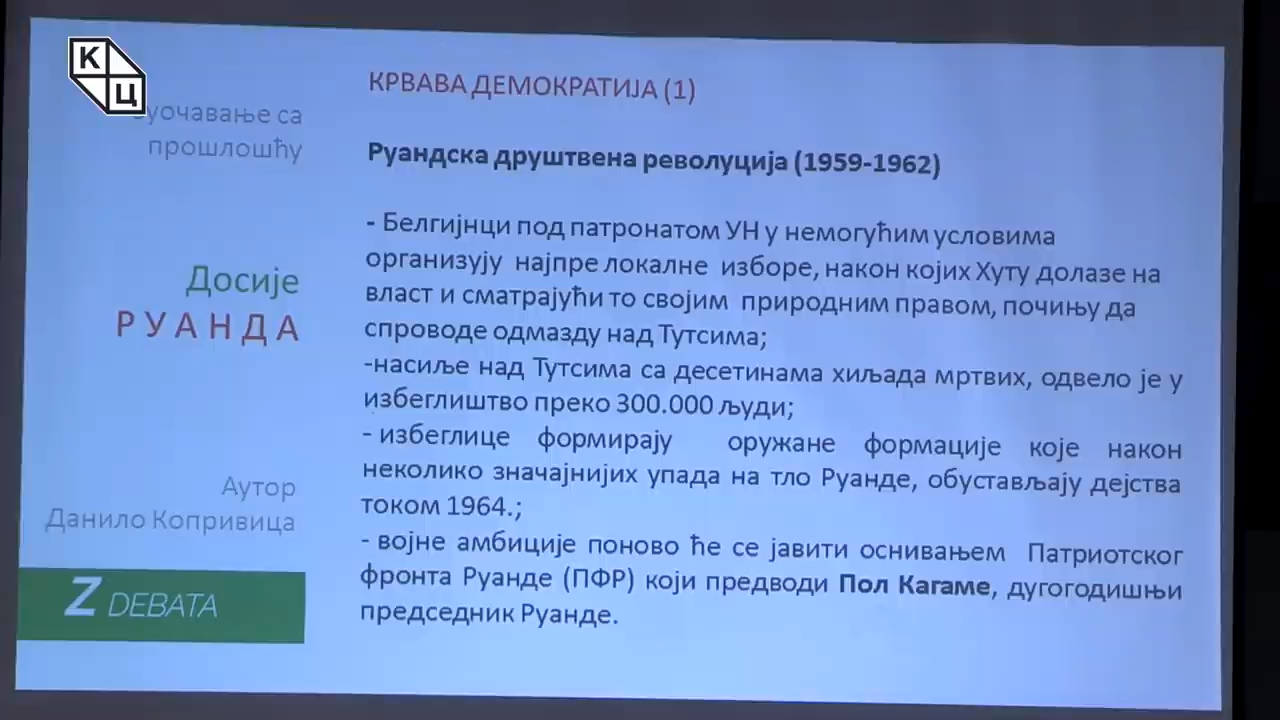 К
Ц
уочавање са
прошлошћу
Досије
РУАНДА
Аутор
Данило Копривица
Z DEBATA
КРВАВА ДЕМОКРАТИЈА (1)
Руандска друштвена револуција (1959-1962)
- Белгијнци под патронатом УН у немогућим условима
организују најпре локалне изборе, након којих Хуту долазе на
власт и сматрајући то својим природним правом, почињу да
спроводе одмазду над Тутсима;
-насиље над Тутсима са десетинама хиљада мртвих, одвело је у
избеглиштво преко 300.000 људи;
- избеглице формирају оружане формације које након
неколико значајнијих упада на тло Руанде, обустављају дејства
током 1964.;
- војне амбиције поново ће се јавити оснивањем Патриотског
фронта Руанде (ПФР) који предводи Пол Кагаме, дугогодишњи
председник Руанде.